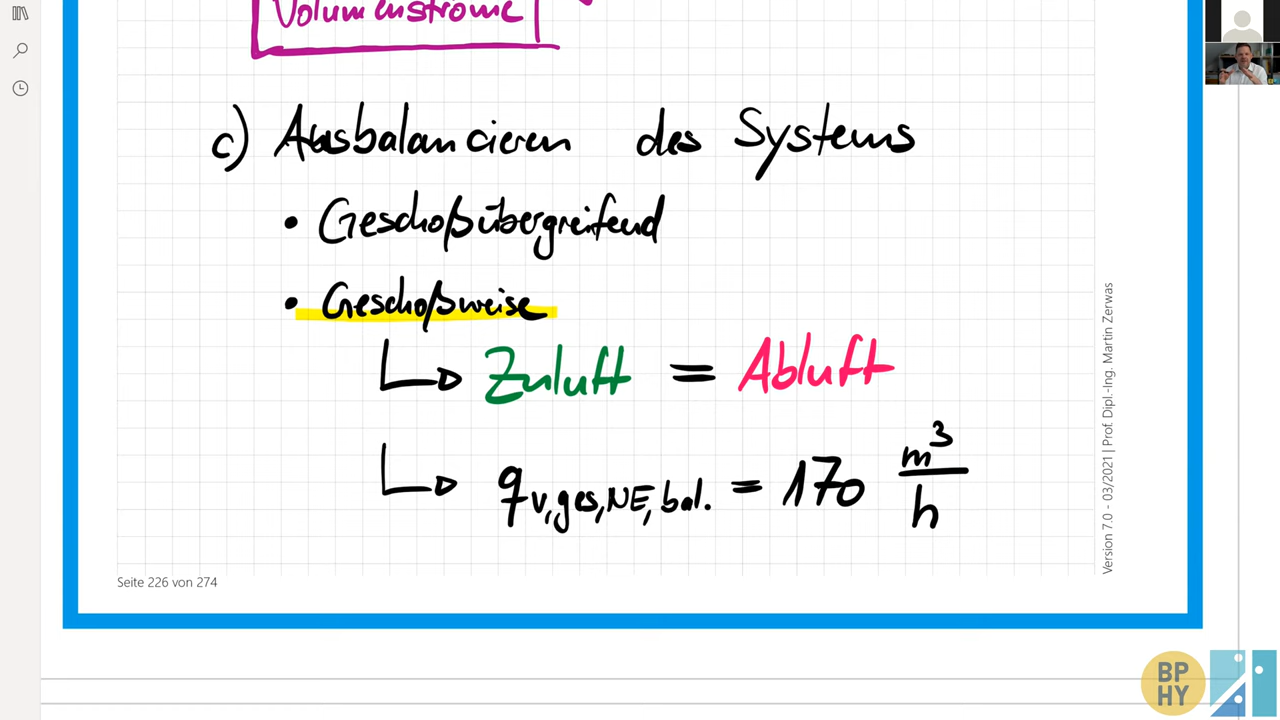 Volumenströme
c) Ausbalancieren des Systems
• Geschoßübergreifend
• Geschoßweise
↳ Zuluft = Abluft
↳ qv,ges,NE,bal. = 170 m³/h
Seite 226 von 274
Version 7.0 - 03/2021 | Prof. Dipl.-Ing. Martin Zerwas
BP
HY